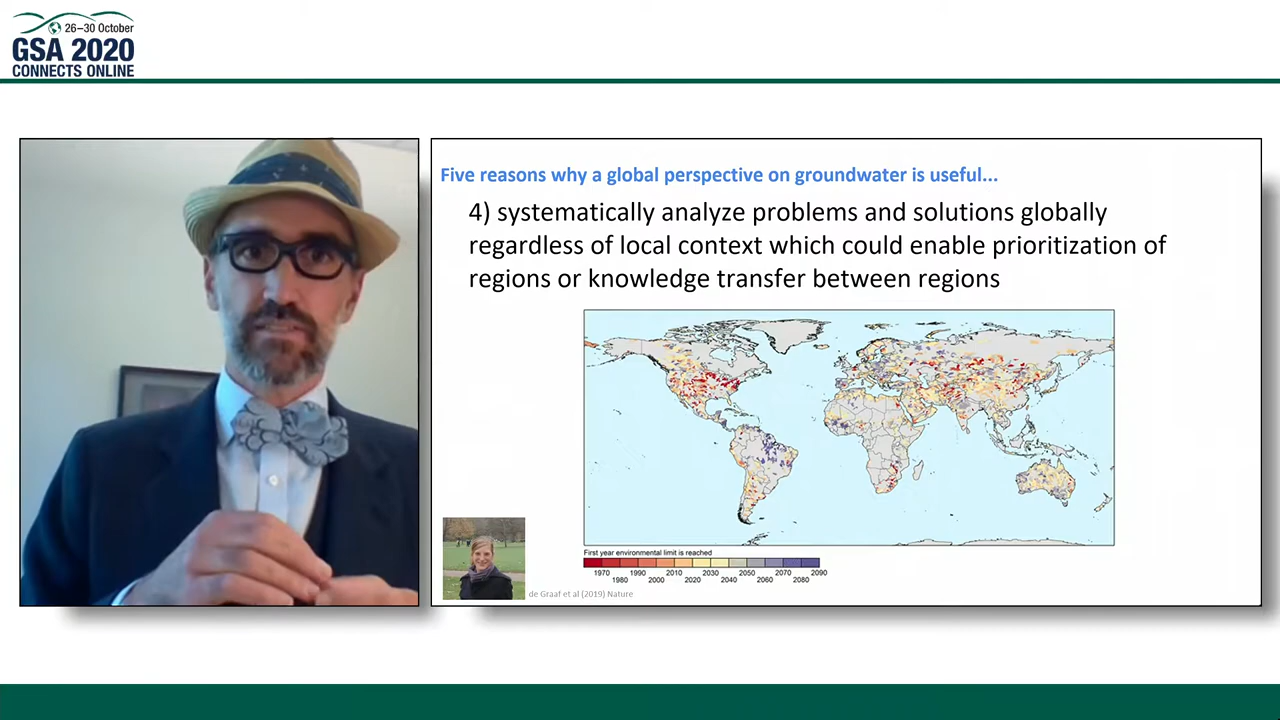 26–30 October
GSA 2020
CONNECTS ONLINE
Five reasons why a global perspective on groundwater is useful...
4) systematically analyze problems and solutions globally
regardless of local context which could enable prioritization of
regions or knowledge transfer between regions
First year environmental limit is reached
1970 1990 2010 2030 2050 2070 2090
1980 2000 2020 2040 2060 2080
de Graaf et al (2019) Nature